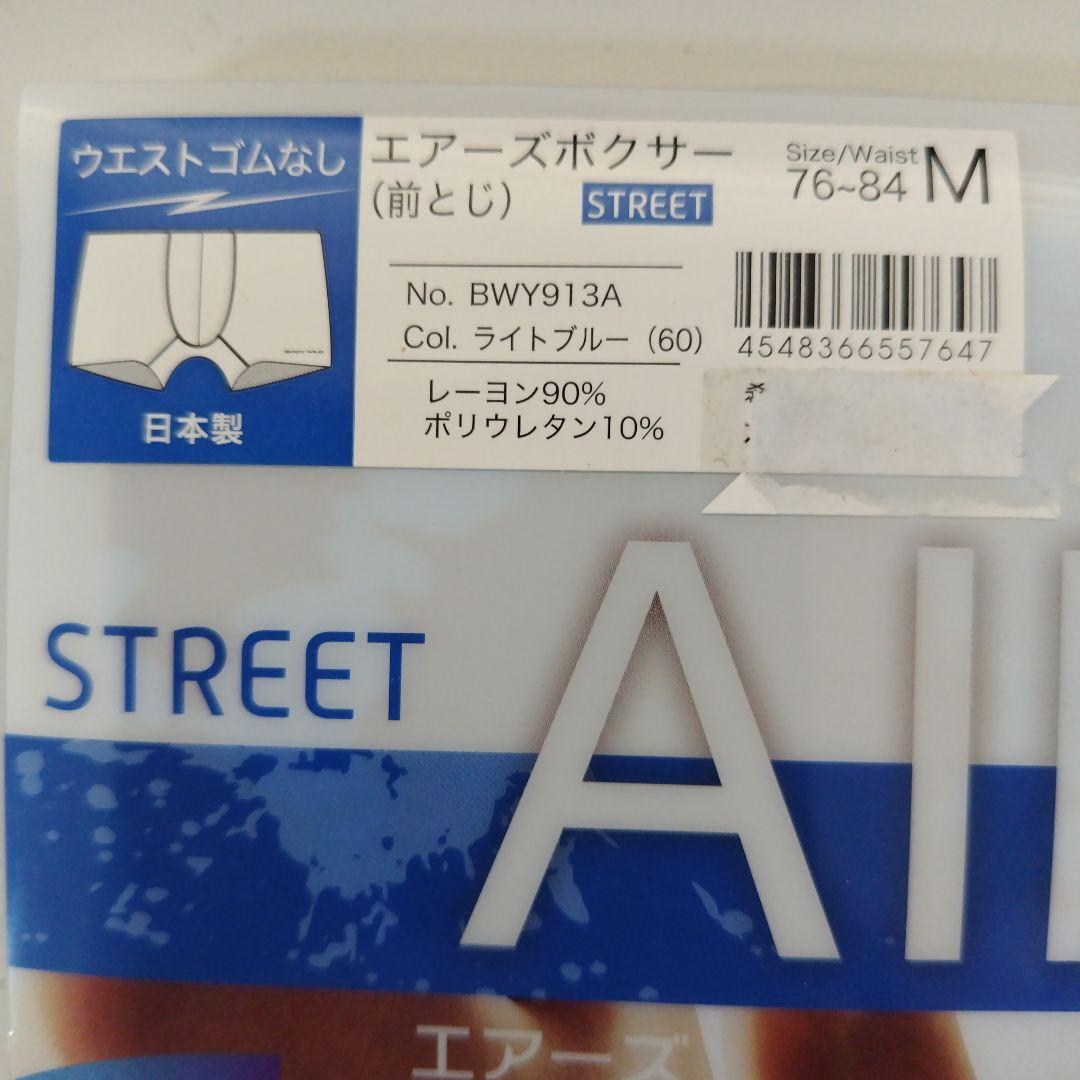 ウエストゴムなし
日本製
エアーズボクサー
(前とじ)
STREET
Size/Waist
76~84 M
No. BWY913A
Col. ライトブルー (60)
レーヨン90%
ポリウレタン10%
4548366557647
STREET
AI
エアーズ